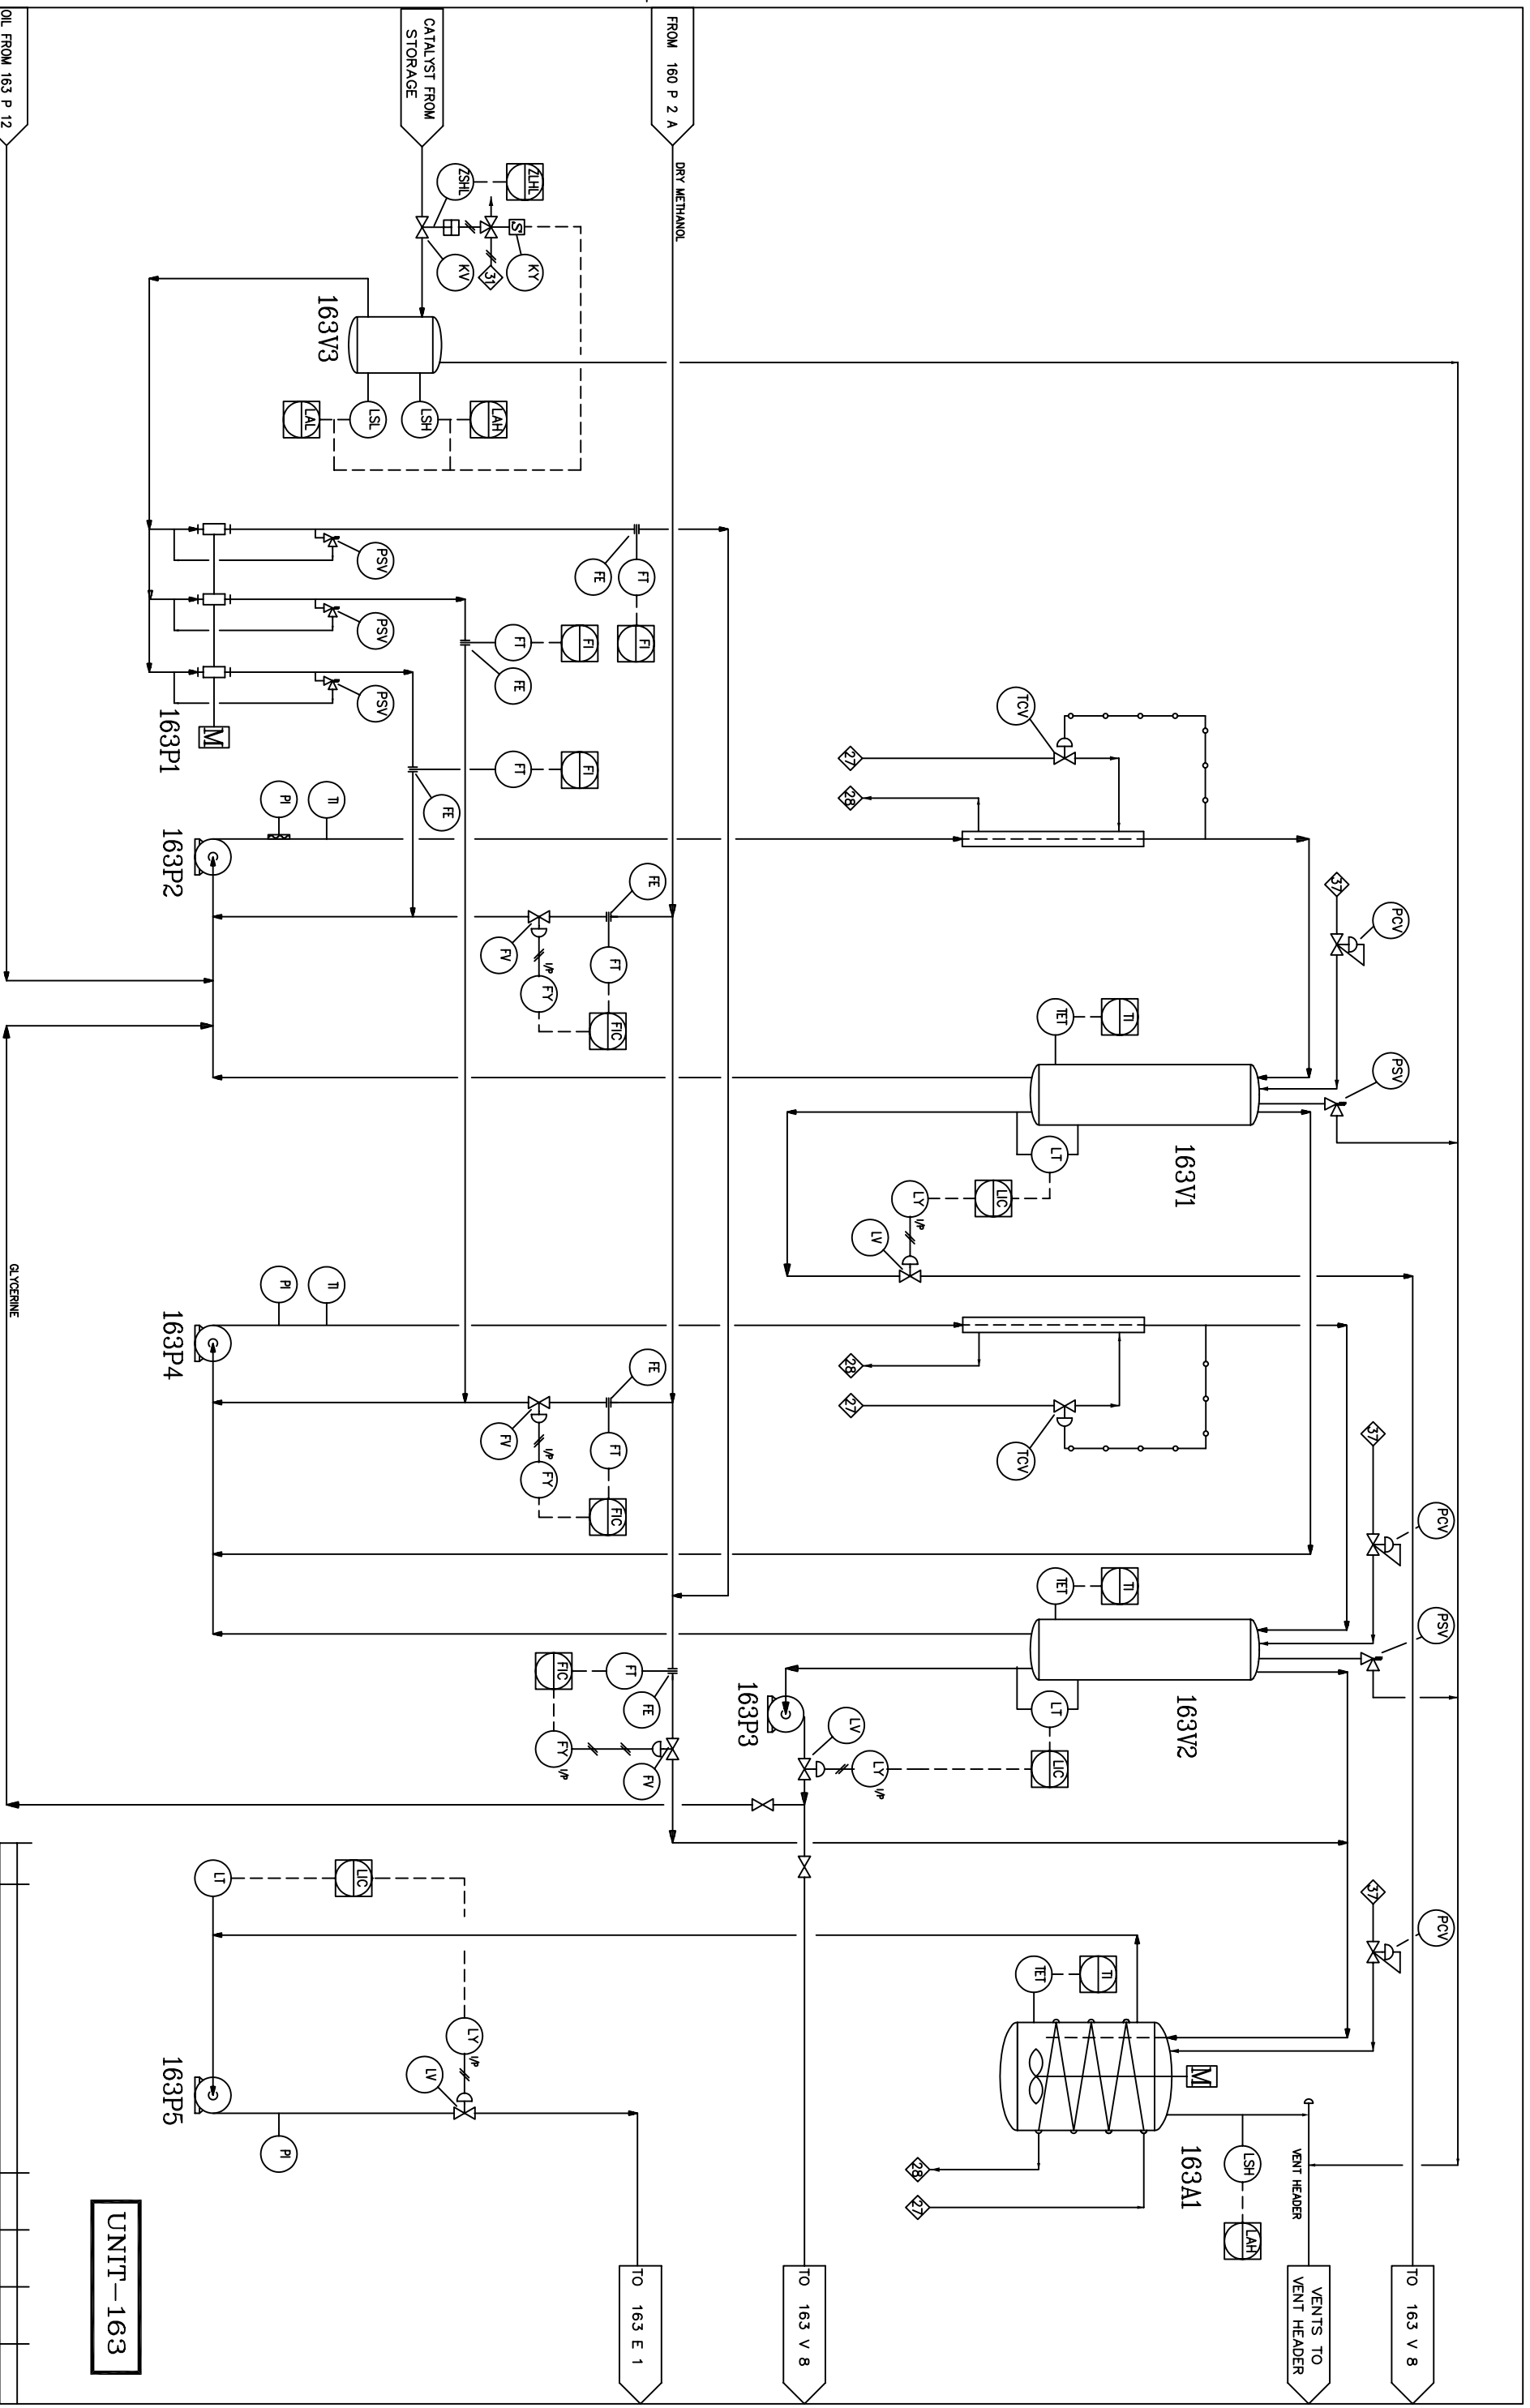 PCV
PSV
PCV
TO 163 V 8
PCV
PSV
37
37
37
VENTS TO
VENT HEADER
VENT HEADER
LSH
LAH
M
163V1
163V2
163A1
TI
TI
TI
TET
TET
TET
LT
LT
LIC
TCV
TCV
LIC
LY
I/P
28
27
LV
LY
I/P
27
28
28
27
LV
TO 163 V 8
163P3
FROM 160 P 2 A
DRY METHANOL
FE
FE
FE
FV
FT
FI
TO 163 E 1
FT
FT
FIC
FT
FIC
FE
FI
FI
FIC
FY
I/P
I/P
FY
I/P
FY
ZLHL
S
KY
FT
FE
FT
FV
FV
31
LAH
LY
I/P
ZSHL
KV
FE
CATALYST FROM
STORAGE
LSH
LV
PSV
PSV
PSV
LSL
LIC
163V3
TI
TI
LAL
PI
PI
PI
M
LT
163P1
163P2
163P4
163P5
UNIT-163
OIL FROM 163 P 12
GLYCERINE